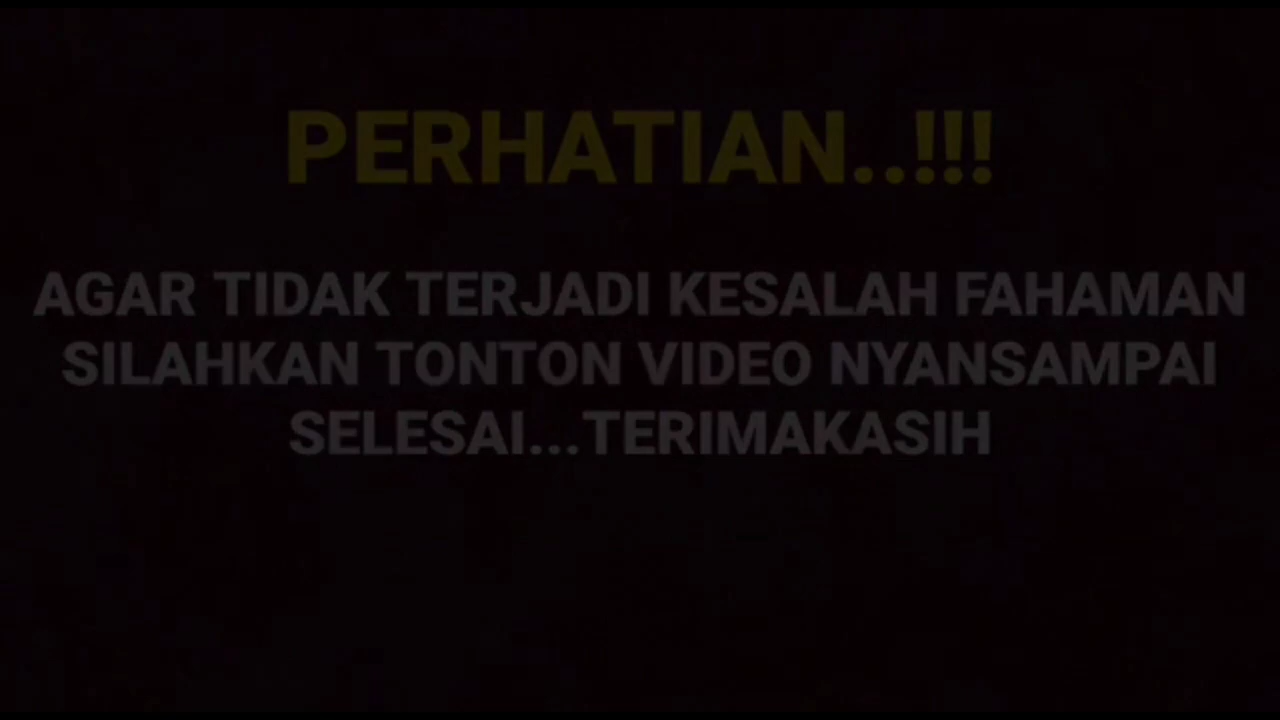 PERHATIAN..!!!
AGAR TIDAK TERJADI KESALAH FAHAMAN
SILAHKAN TONTON VIDEO NYANSAMPAI
SELESAI...TERIMAKASIH